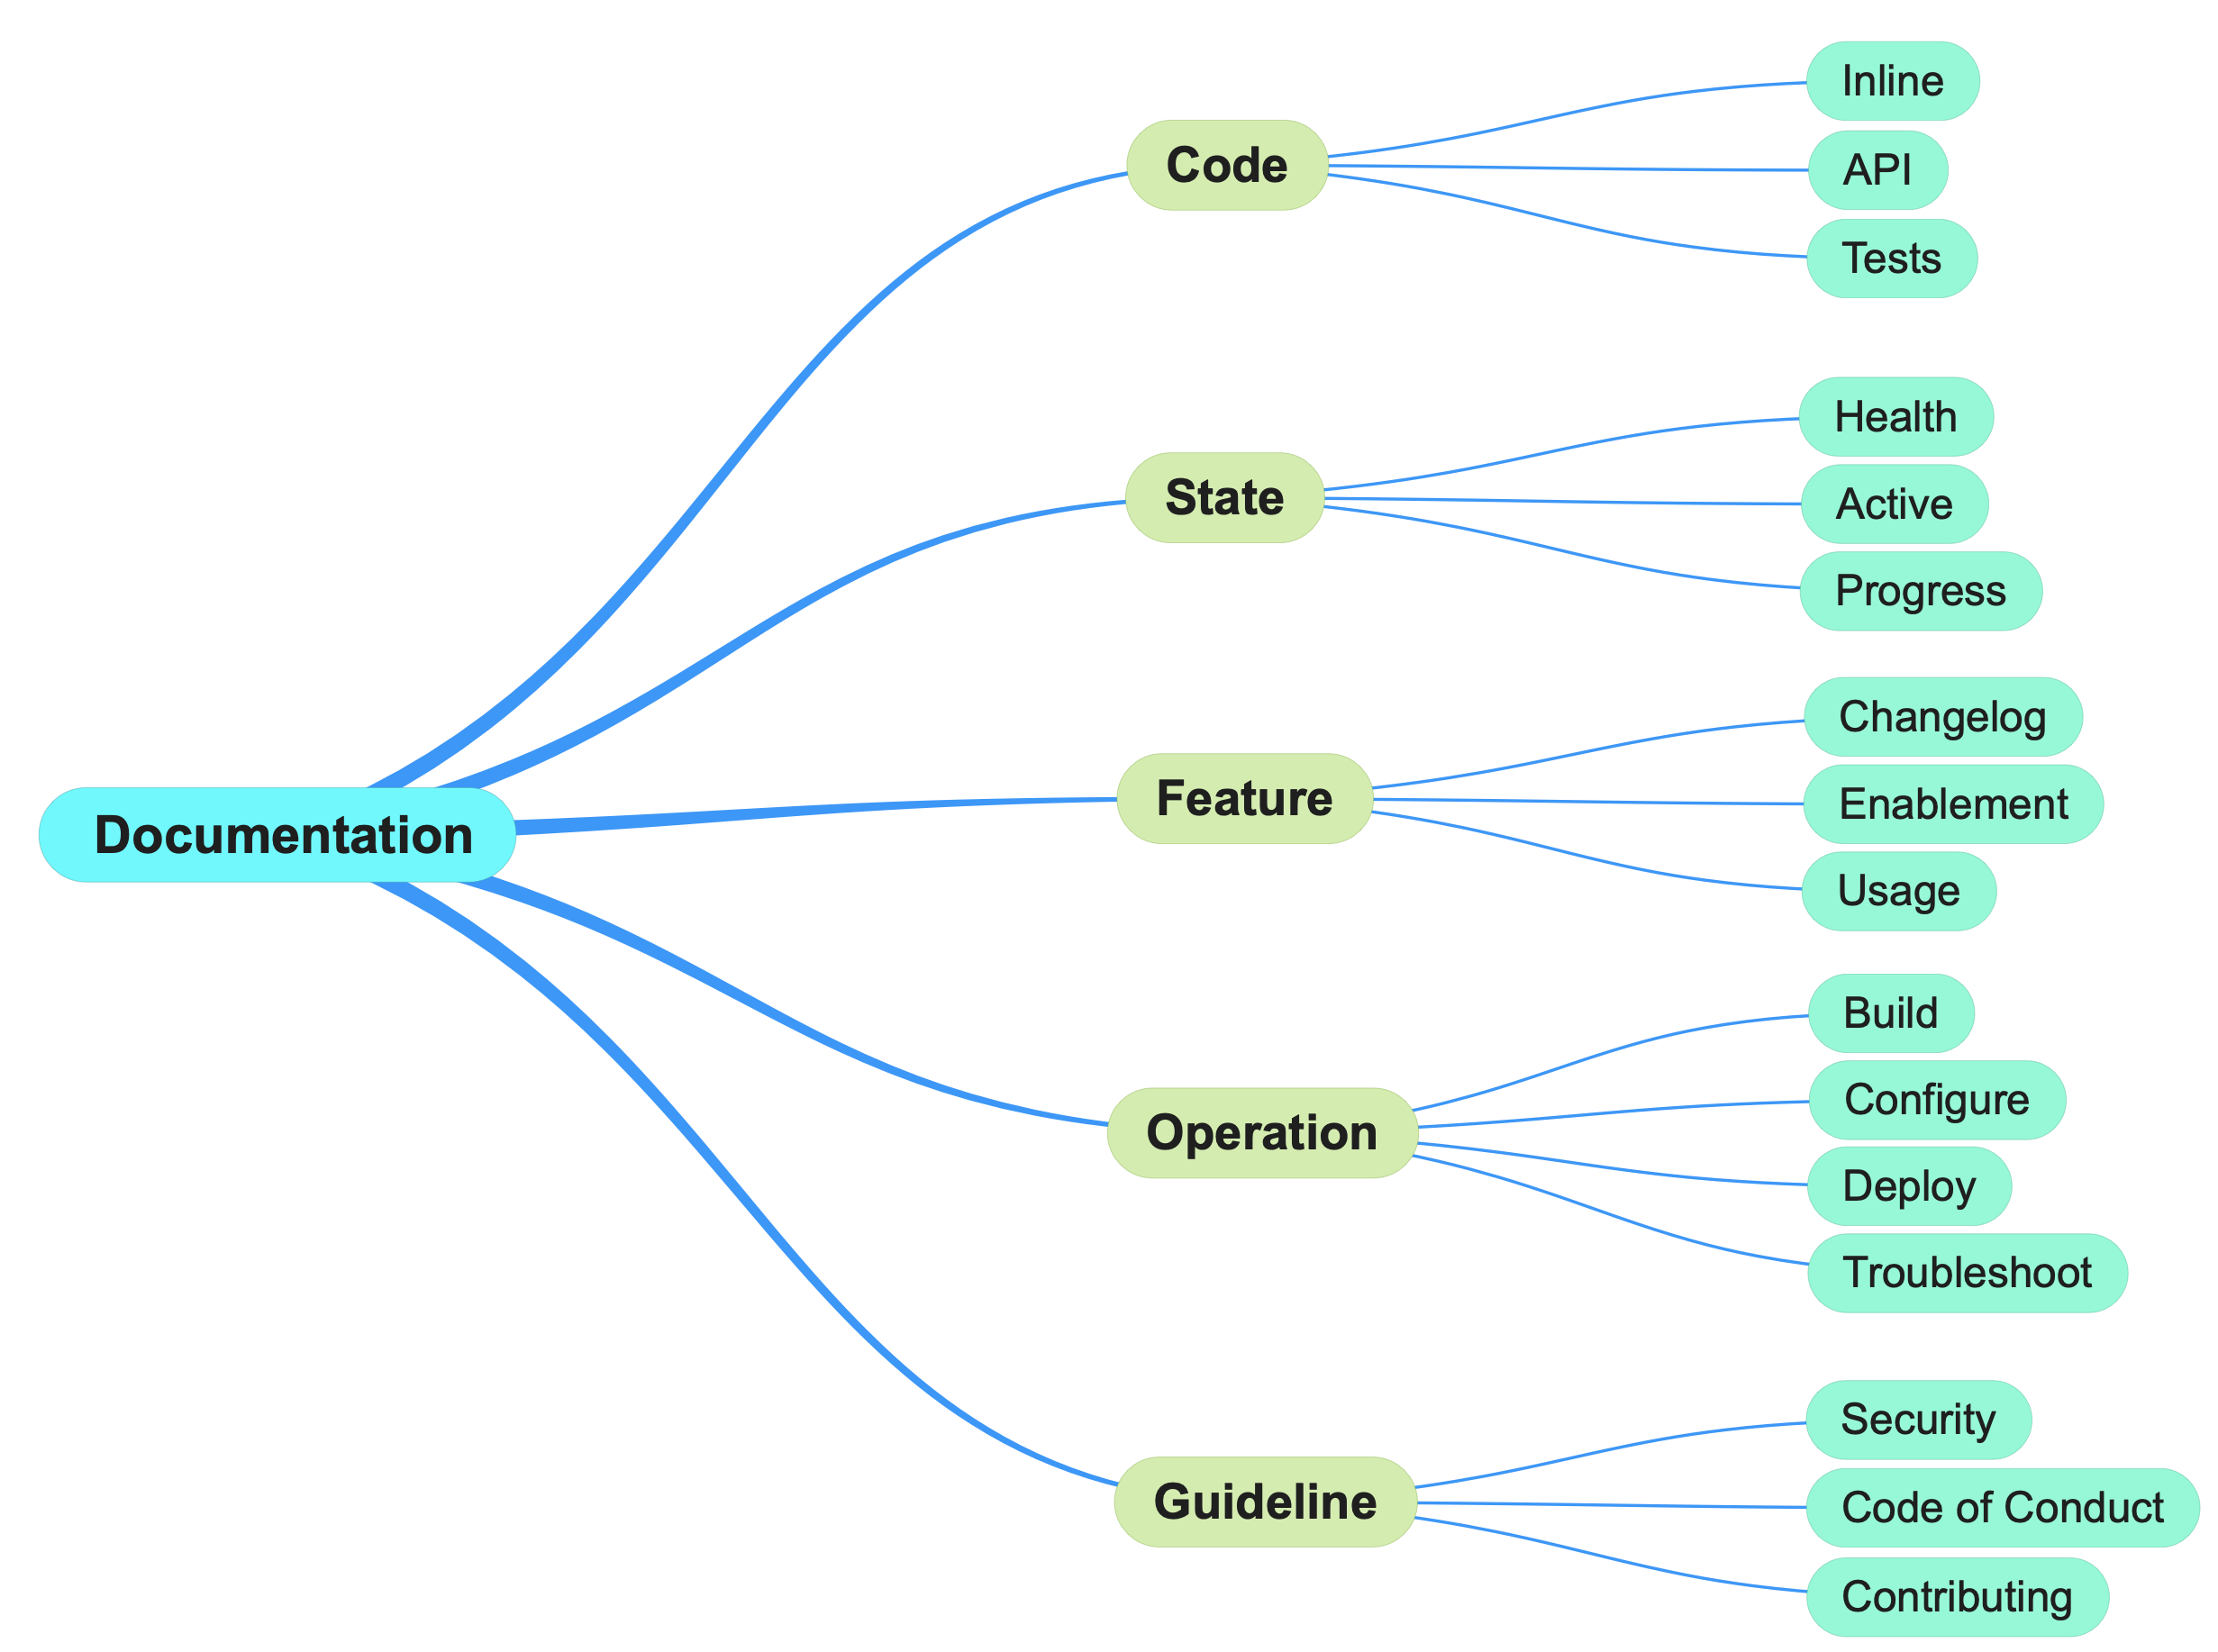 Documentation
Code
Inline
API
Tests
State
Health
Active
Progress
Feature
Changelog
Enablement
Usage
Operation
Build
Configure
Deploy
Troubleshoot
Guideline
Security
Code of Conduct
Contributing